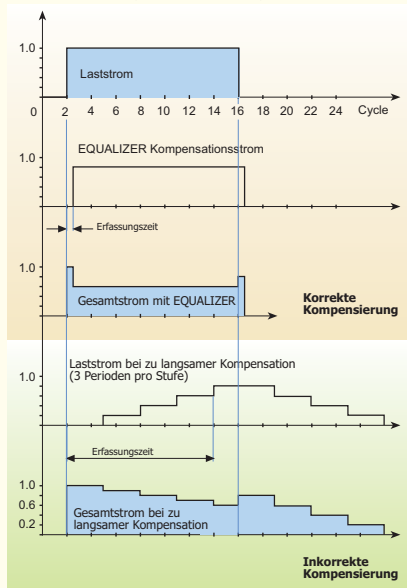 1.0
Laststrom
0 2 4 6 8 10 12 14 16 18 20 22 24 Cycle
EQUALIZER Kompensationsstrom
1.0
Erfassungszeit
1.0
Gesamtstrom mit EQUALIZER
Korrekte
Kompensierung
Laststrom bei zu langsamer Kompensation
(3 Perioden pro Stufe)
1.0
Erfassungszeit
1.0
0.6
0.2
Gesamtstrom bei zu
langsamer Kompensation
Inkorrekte
Kompensierung